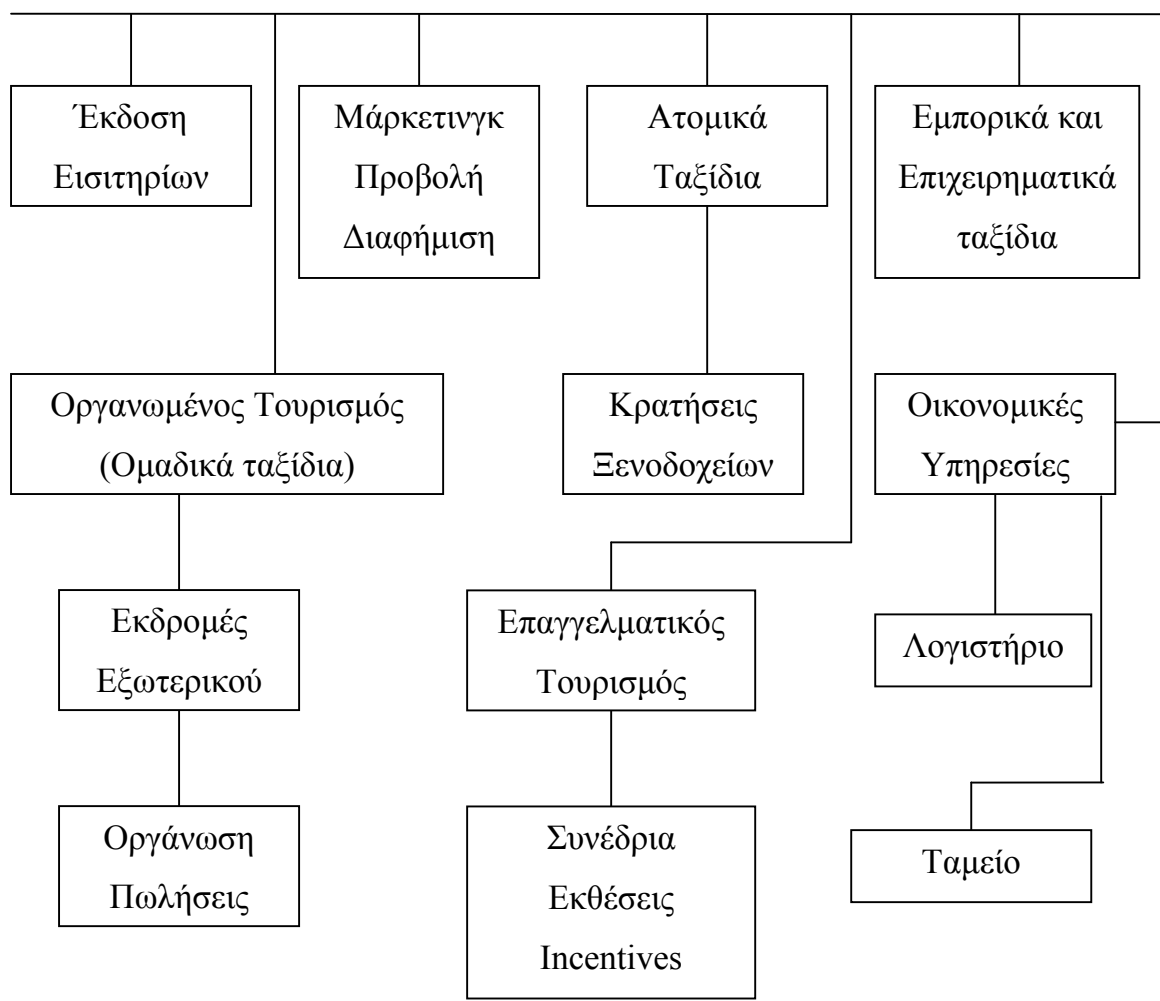 Έκδοση
Εισιτηρίων
Μάρκετινγκ
Προβολή
Διαφήμιση
Ατομικά
Ταξίδια
Εμπορικά και
Επιχειρηματικά
ταξίδια
Οργανωμένος Τουρισμός
(Ομαδικά ταξίδια)
Κρατήσεις
Ξενοδοχείων
Οικονομικές
Υπηρεσίες
Εκδρομές
Εξωτερικού
Επαγγελματικός
Τουρισμός
Λογιστήριο
Οργάνωση
Πωλήσεις
Συνέδρια
Εκθέσεις
Incentives
Ταμείο